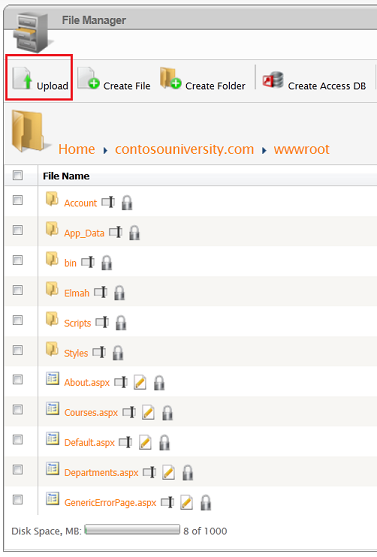 File Manager
Upload Create File Create Folder Create Access DB
Home contosouniversity.com wwwroot
File Name
Account
App_Data
bin
Elmah
Scripts
Styles
About.aspx
Courses.aspx
Default.aspx
Departments.aspx
GenericErrorPage.aspx
Disk Space, MB: 8 of 1000